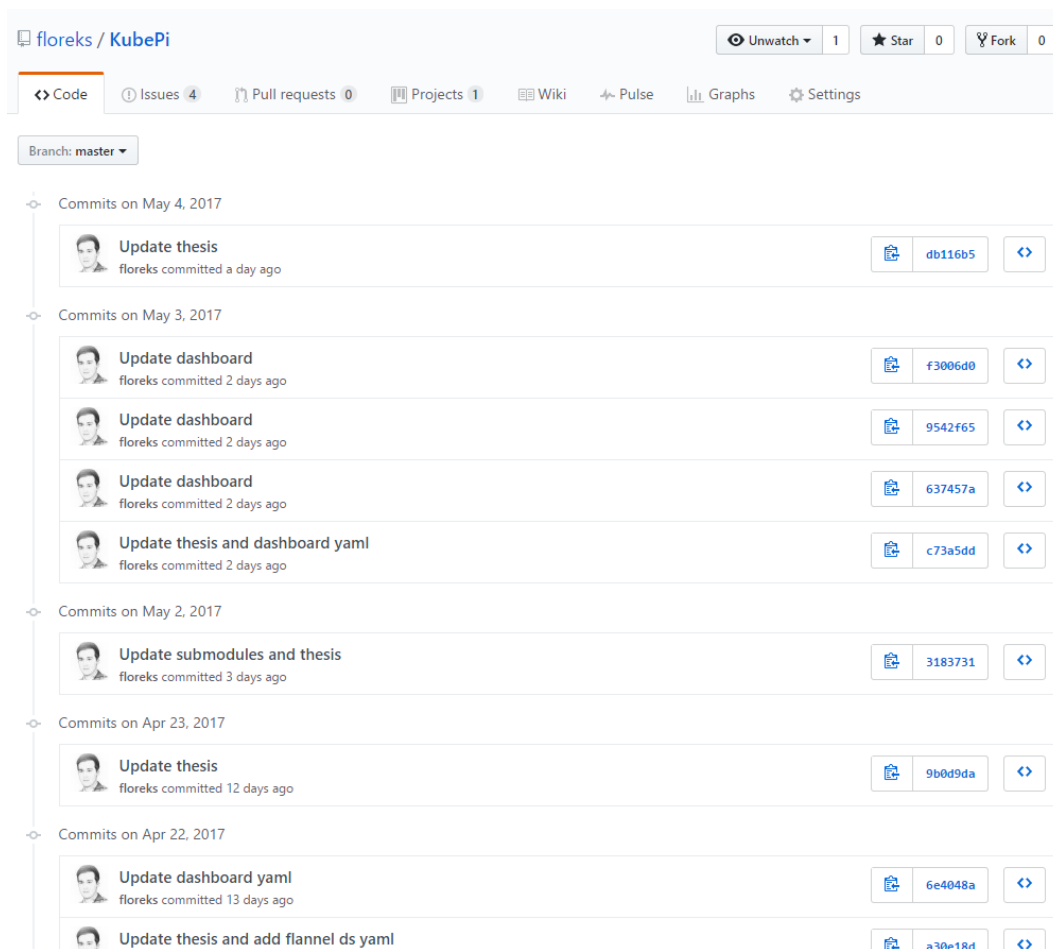 floreks / KubePi
Unwatch 1 Star 0 Fork 0
Code Issues 4 Pull requests 0 Projects 1 Wiki Pulse Graphs Settings
Branch: master
Commits on May 4, 2017
Update thesis
floreks committed a day ago
db116b5
Commits on May 3, 2017
Update dashboard
floreks committed 2 days ago
f3006d0
Update dashboard
floreks committed 2 days ago
9542f65
Update dashboard
floreks committed 2 days ago
637457a
Update thesis and dashboard yaml
floreks committed 2 days ago
c73a5dd
Commits on May 2, 2017
Update submodules and thesis
floreks committed 3 days ago
3183731
Commits on Apr 23, 2017
Update thesis
floreks committed 12 days ago
9b0d9da
Commits on Apr 22, 2017
Update dashboard yaml
floreks committed 13 days ago
6e4048a
Update thesis and add flannel ds yaml
a30e18d